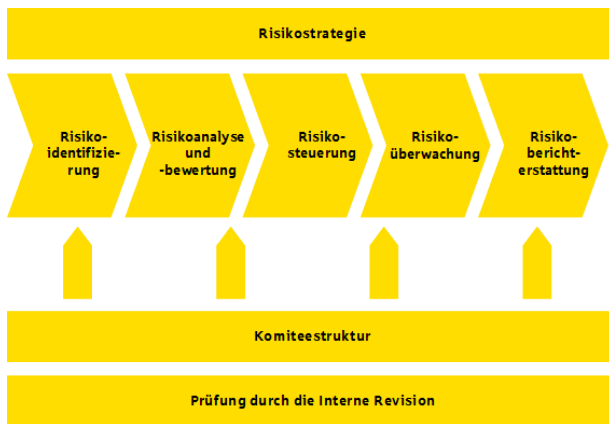 Risikostrategie
Risiko-
identifizie-
rung
Risikoanalyse
und
-bewertung
Risiko-
steuerung
Risiko-
überwachung
Risiko-
bericht-
erstattung
Komiteestruktur
Prüfung durch die Interne Revision